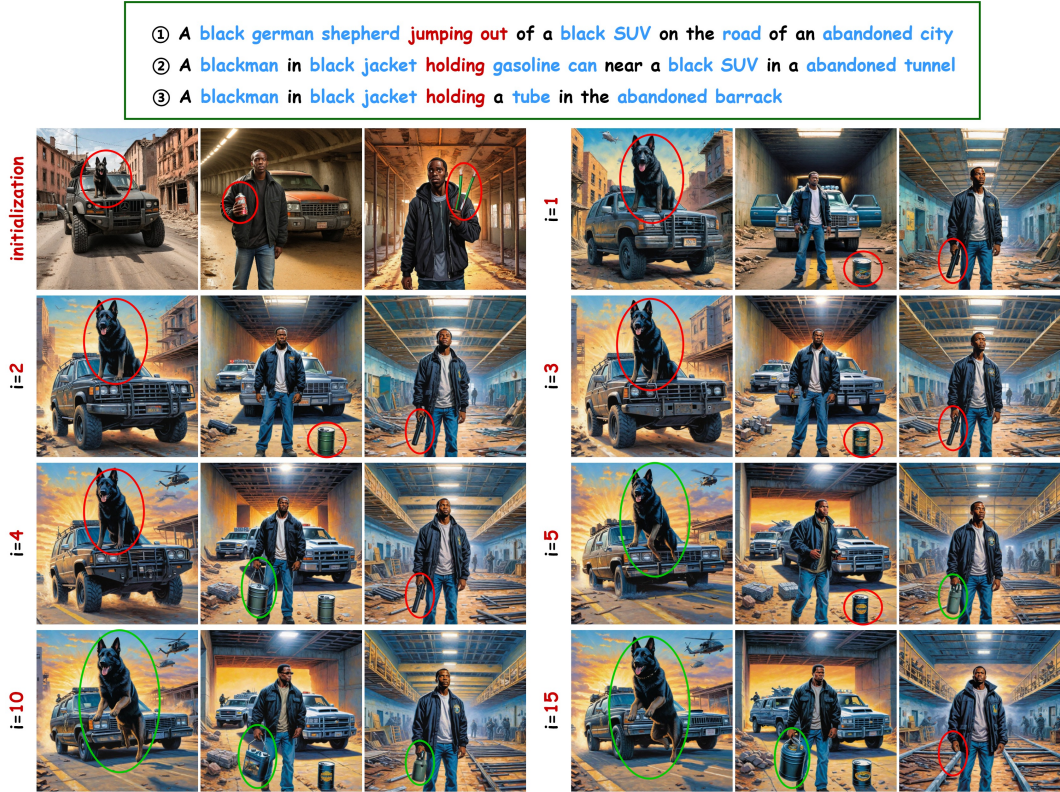 ① A black german shepherd jumping out of a black SUV on the road of an abandoned city
② A blackman in black jacket holding gasoline can near a black SUV in a abandoned tunnel
③ A blackman in black jacket holding a tube in the abandoned barrack
initialization
i=1
i=2
i=3
i=4
i=5
i=10
i=15